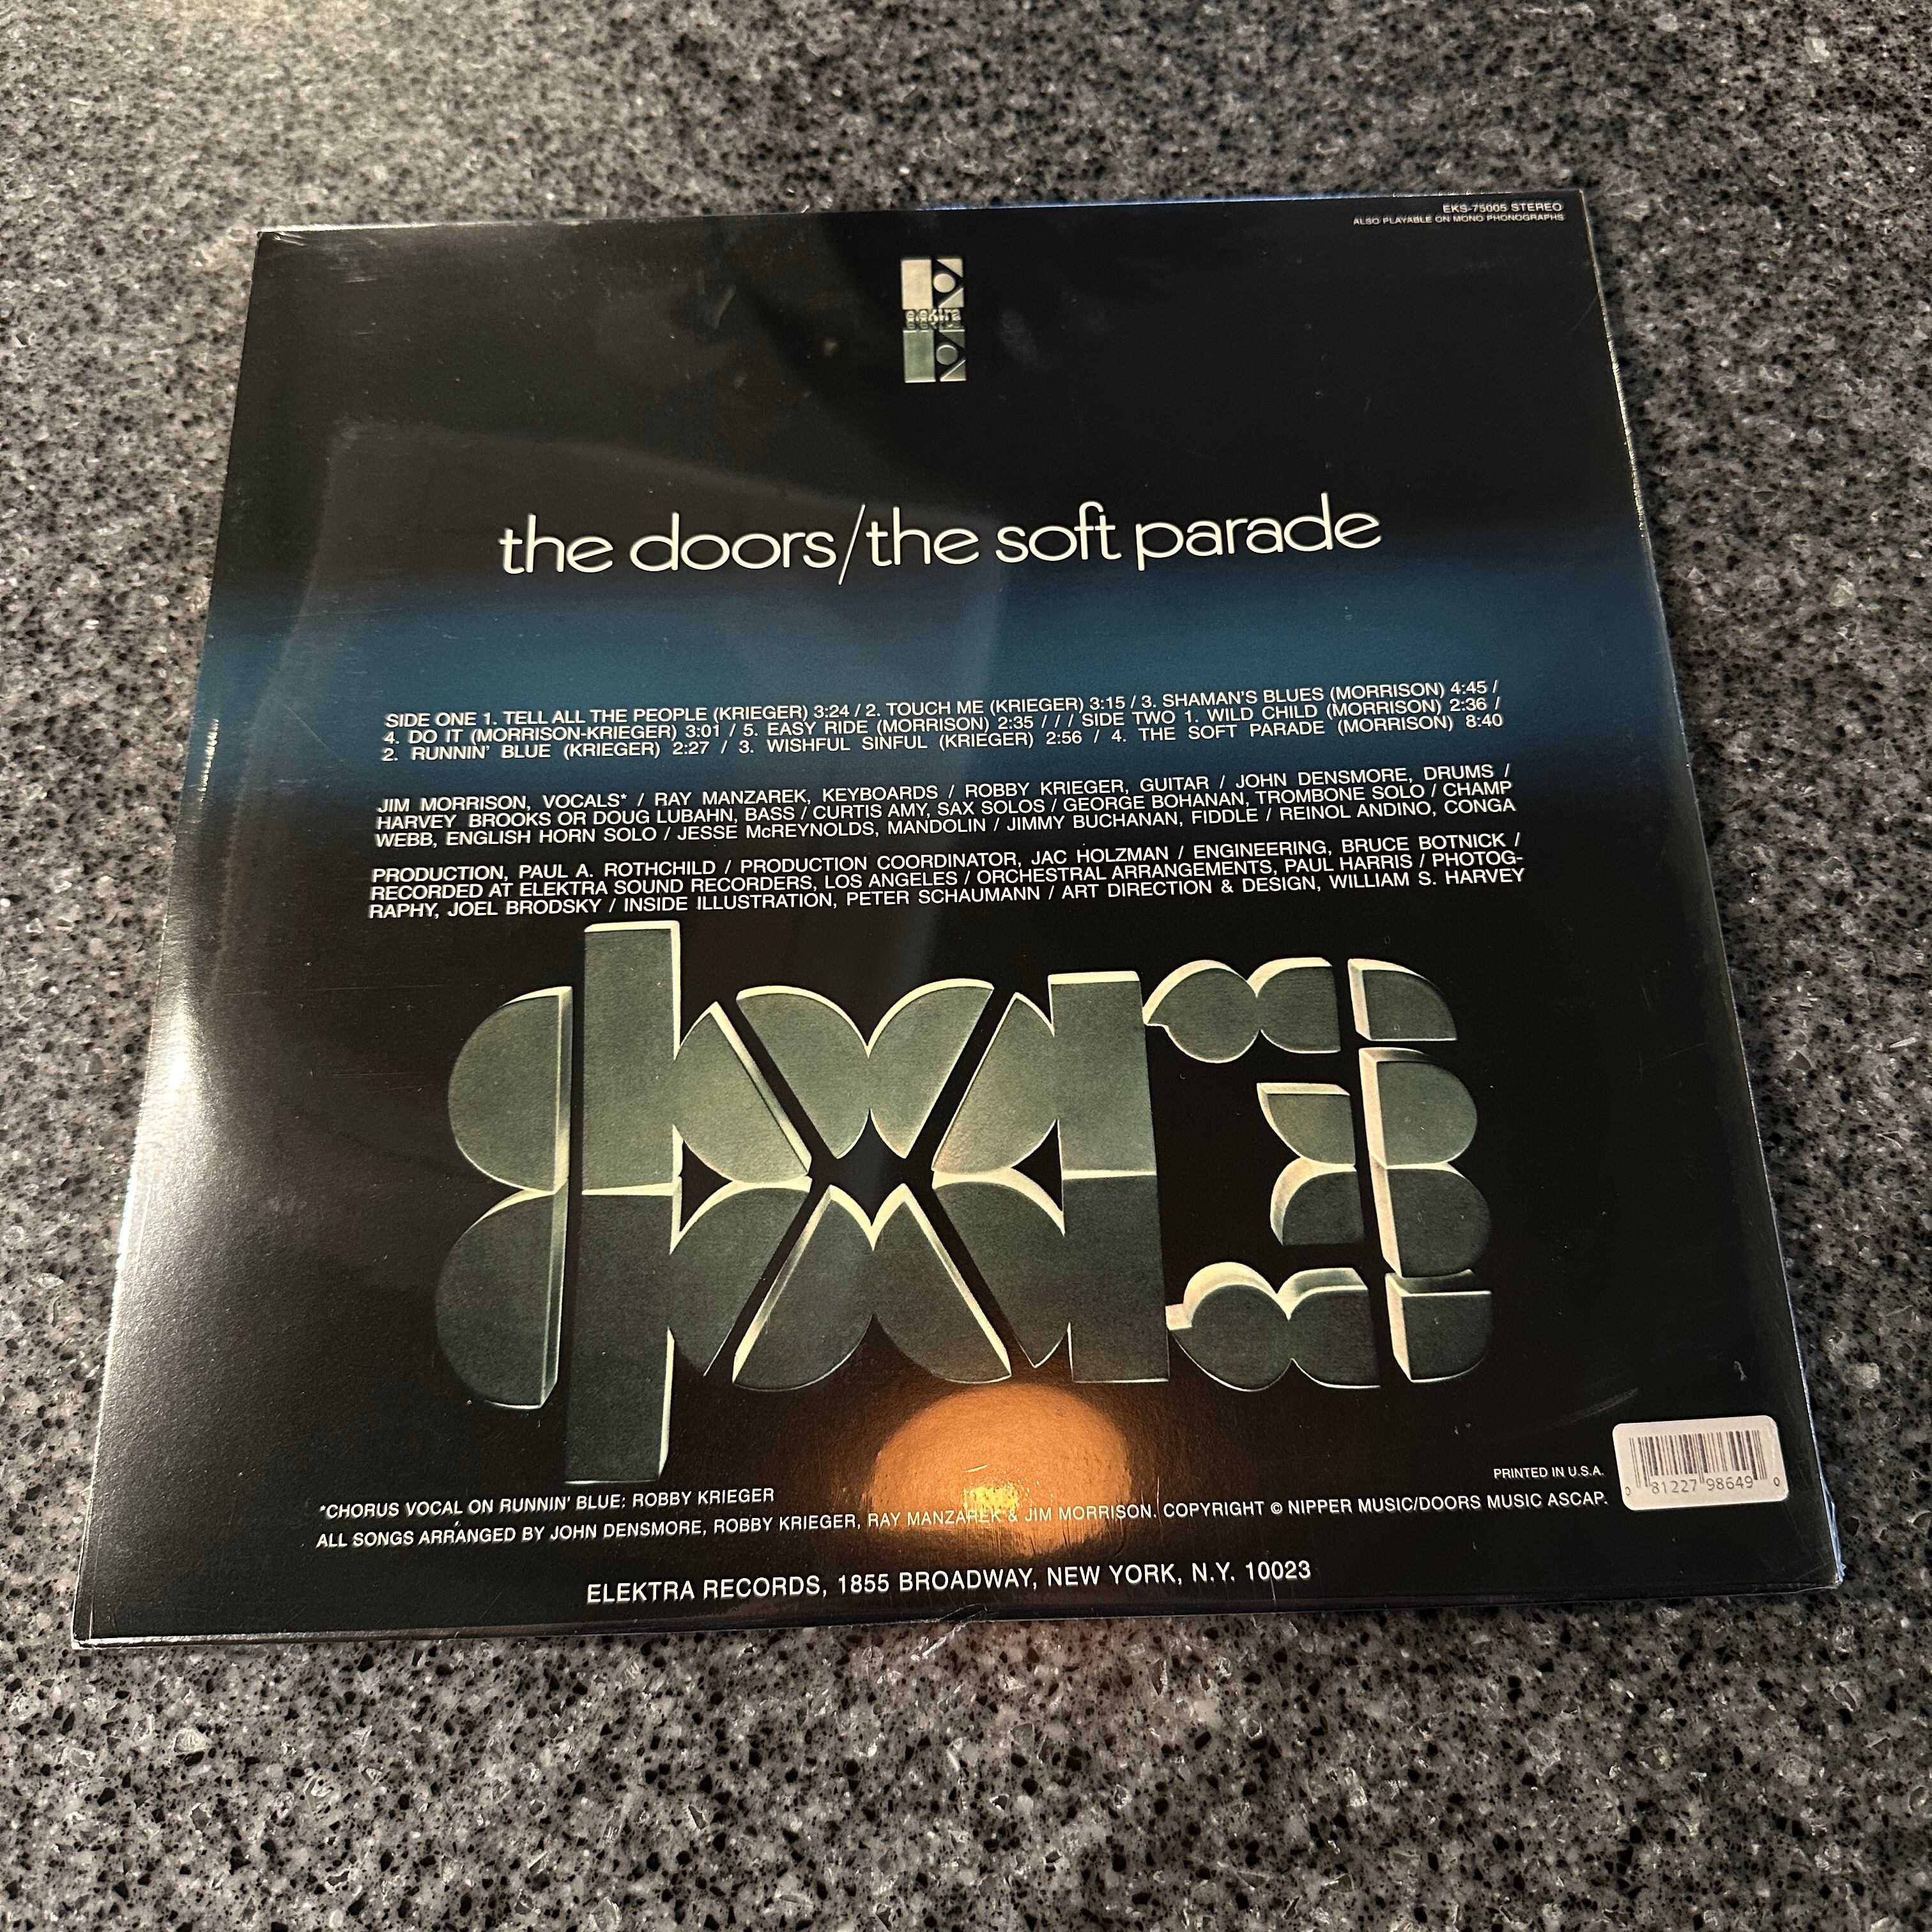 EKS-75005 STEREO
ALSO PLAYABLE ON MONO PHONOGRAPHS
elektra
the doors/the soft parade
SIDE ONE 1. TELL ALL THE PEOPLE (KRIEGER) 3:24 / 2. TOUCH ME (KRIEGER) 3:15 / 3. SHAMAN'S BLUES (MORRISON) 4:45 /
4. DO IT (MORRISON-KRIEGER) 3:01 / 5. EASY RIDE (MORRISON) 2:35 / / / SIDE TWO 1. WILD CHILD (MORRISON) 2:36 /
2. RUNNIN' BLUE (KRIEGER) 2:27 / 3. WISHFUL SINFUL (KRIEGER) 2:56 / 4. THE SOFT PARADE (MORRISON) 8:40
JIM MORRISON, VOCALS* / RAY MANZAREK, KEYBOARDS / ROBBY KRIEGER, GUITAR / JOHN DENSMORE, DRUMS /
HARVEY BROOKS OR DOUG LUBAHN, BASS / CURTIS AMY, SAX SOLOS / GEORGE BOHANAN, TROMBONE SOLO / CHAMP
WEBB, ENGLISH HORN SOLO / JESSE McREYNOLDS, MANDOLIN / JIMMY BUCHANAN, FIDDLE / REINOL ANDINO, CONGA
PRODUCTION, PAUL A. ROTHCHILD / PRODUCTION COORDINATOR, JAC HOLZMAN / ENGINEERING, BRUCE BOTNICK /
RECORDED AT ELEKTRA SOUND RECORDERS, LOS ANGELES / ORCHESTRAL ARRANGEMENTS, PAUL HARRIS / PHOTOG-
RAPHY, JOEL BRODSKY / INSIDE ILLUSTRATION, PETER SCHAUMANN / ART DIRECTION & DESIGN, WILLIAM S. HARVEY
doors
PRINTED IN U.S.A.
0 81227 98649 0
*CHORUS VOCAL ON RUNNIN' BLUE: ROBBY KRIEGER
ALL SONGS ARRANGED BY JOHN DENSMORE, ROBBY KRIEGER, RAY MANZAREK & JIM MORRISON. COPYRIGHT © NIPPER MUSIC/DOORS MUSIC ASCAP.
ELEKTRA RECORDS, 1855 BROADWAY, NEW YORK, N.Y. 10023